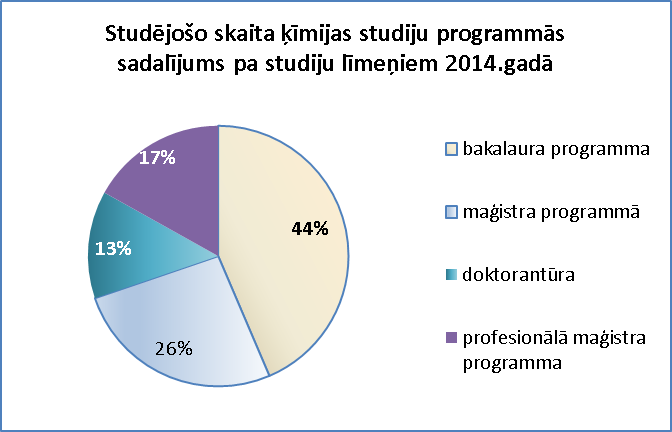 Studējošo skaita ķīmijas studiju programmās
sadalījums pa studiju līmeņiem 2014.gadā
17%
44%
13%
26%
bakalaura programma
maģistra programmā
doktorantūra
profesionālā maģistra
programma